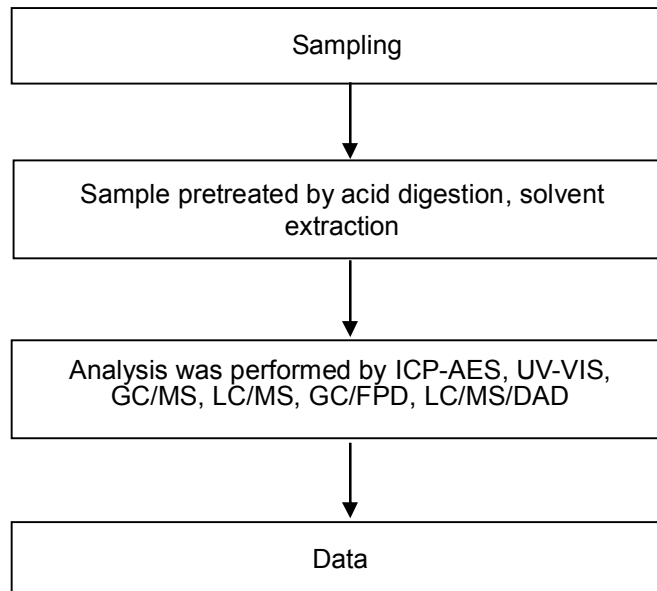 Sampling
Sample pretreated by acid digestion, solvent
extraction
Analysis was performed by ICP-AES, UV-VIS,
GC/MS, LC/MS, GC/FPD, LC/MS/DAD
Data